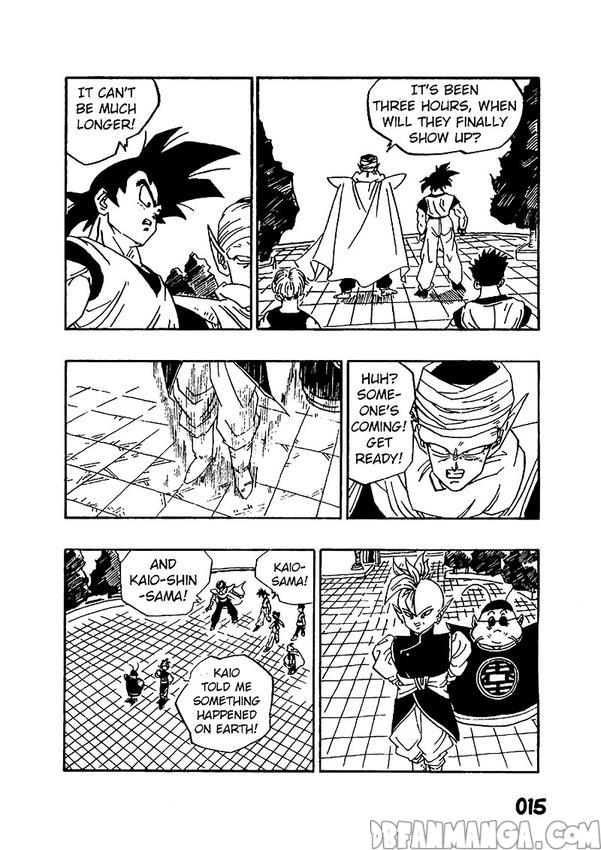 IT'S BEEN
THREE HOURS, WHEN
WILL THEY FINALLY
SHOW UP?
IT CAN'T
BE MUCH
LONGER!
HUH?
SOME-
ONE'S
COMING!
GET
READY!
KAIO-
SAMA!
AND
KAIO-SHIN
-SAMA!
KAIO
TOLD ME
SOMETHING
HAPPENED
ON EARTH!
015
DBFANMANGA.COM